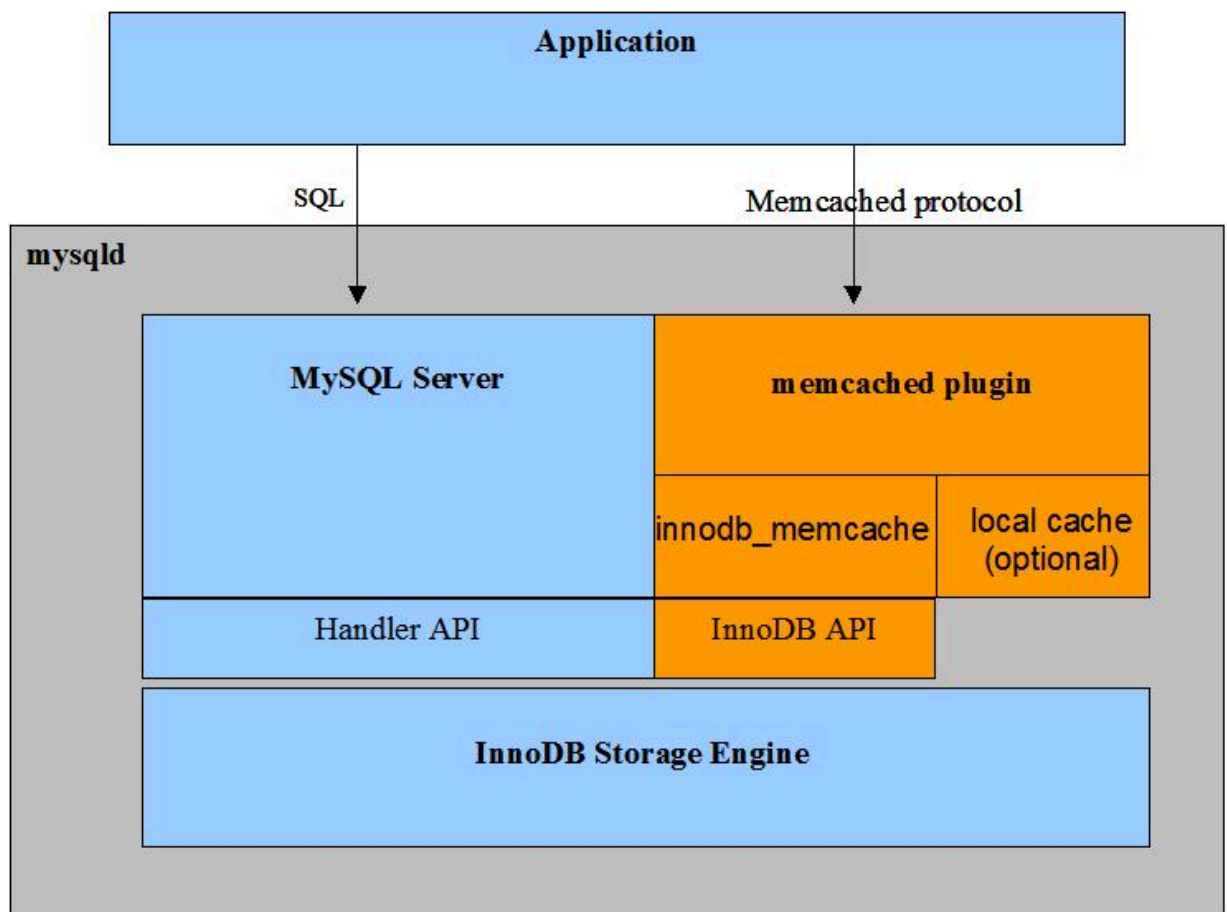 Application
SQL
Memcached protocol
mysqld
MySQL Server
memcached plugin
innodb_memcache
local cache
(optional)
Handler API
InnoDB API
InnoDB Storage Engine